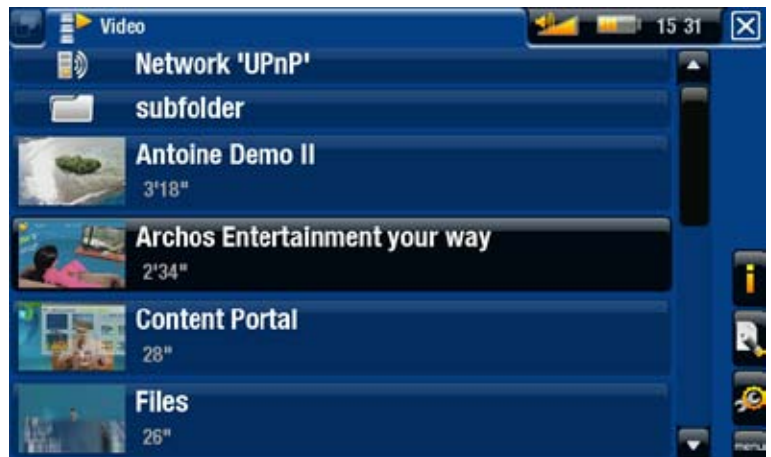 Video
15 31
Network 'UPnP'
subfolder
Antoine Demo II
3'18"
Archos Entertainment your way
2'34"
i
Content Portal
28"
Files
26"
menu